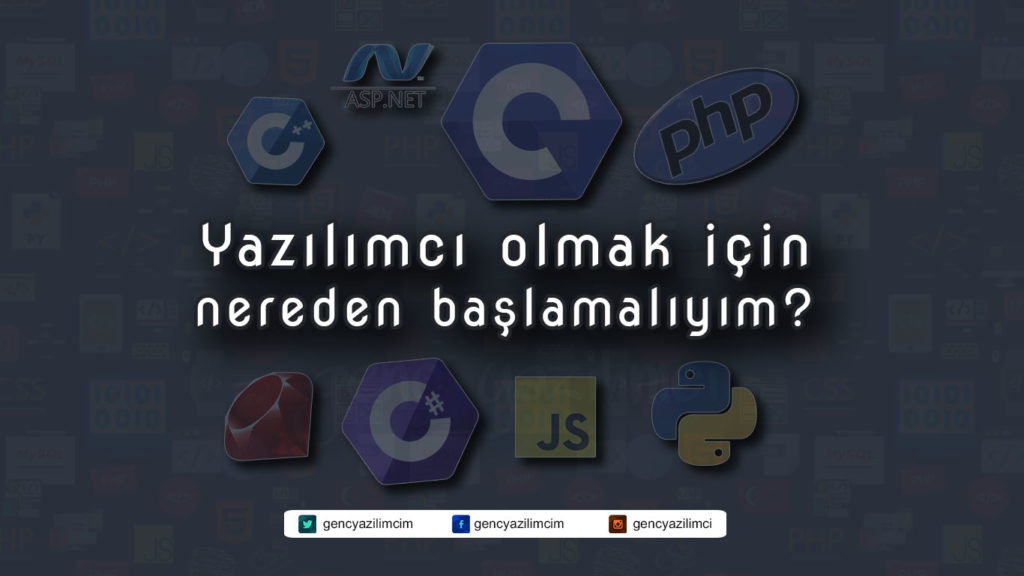 ASP.NET
C++
C
php
Yazılımcı olmak için
nereden başlamalıyım?
C#
JS
gencyazilimcim gencyazilimcim gencyazilimci